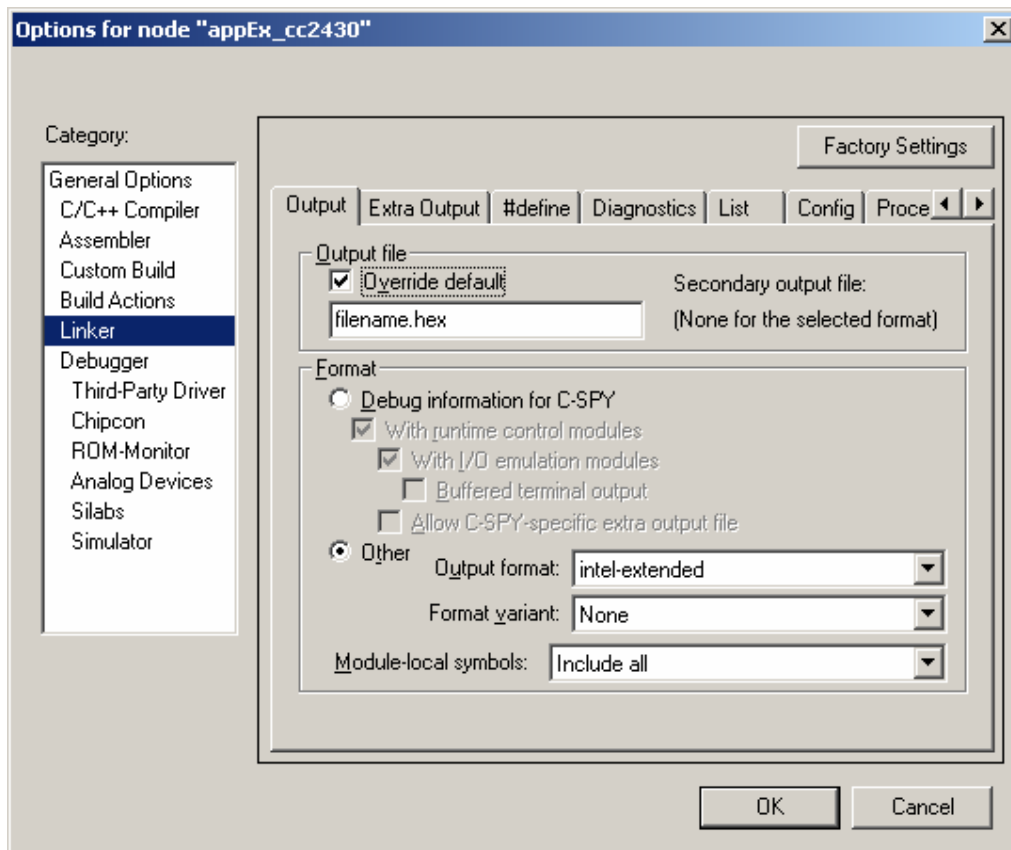 Options for node "appEx_cc2430"
Category:
General Options
C/C++ Compiler
Assembler
Custom Build
Build Actions
Linker
Debugger
Third-Party Driver
Chipcon
ROM-Monitor
Analog Devices
Silabs
Simulator
Factory Settings
Output Extra Output #define Diagnostics List Config Proce
Output file
Override default
Secondary output file:
filename.hex
(None for the selected format)
Format
Debug information for C-SPY
With runtime control modules
With I/O emulation modules
Buffered terminal output
Allow C-SPY-specific extra output file
Other
Output format: intel-extended
Format variant: None
Module-local symbols: Include all
OK Cancel